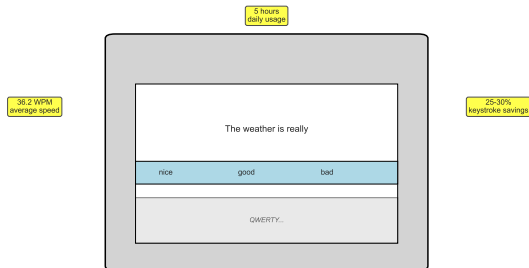 5 hours
daily usage
36.2 WPM
average speed
25-30%
keystroke savings
The weather is really
nice good bad
QWERTY...